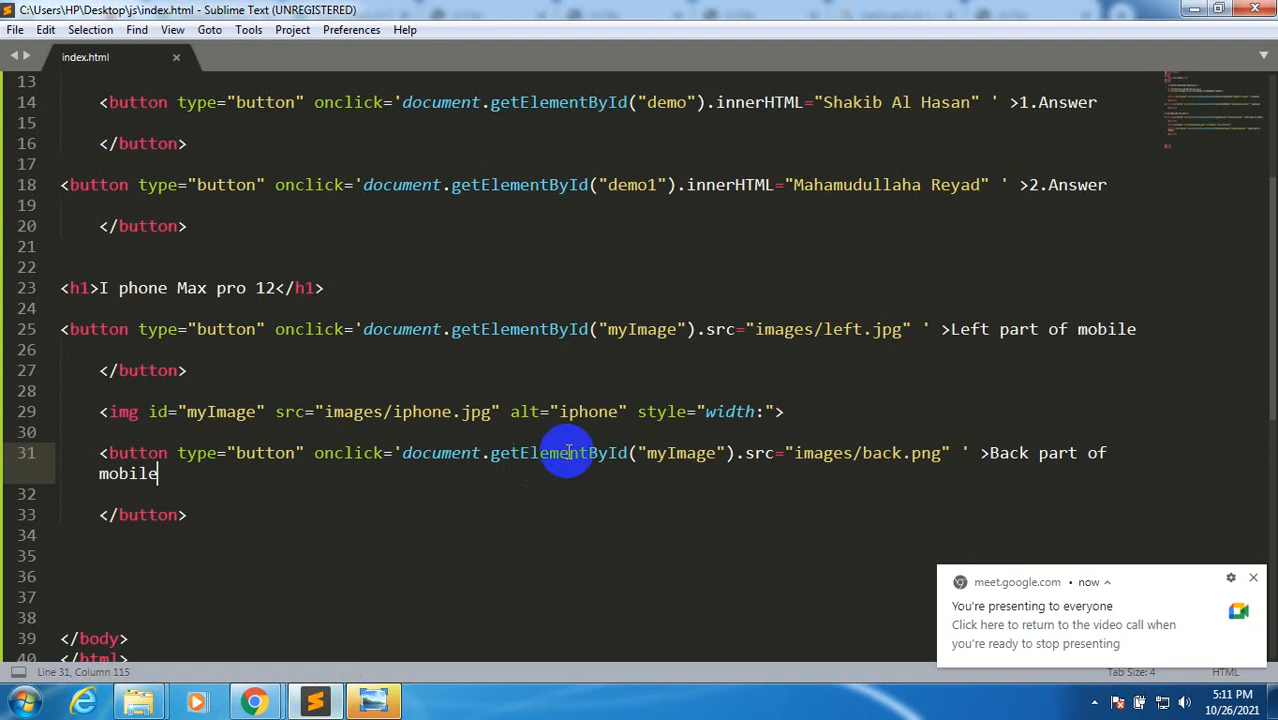 C:\Users\HP\Desktop\js\index.html - Sublime Text (UNREGISTERED)
File Edit Selection Find View Goto Tools Project Preferences Help
index.html
13
14 <button type="button" onclick='document.getElementById("demo").innerHTML="Shakib Al Hasan" ' >1.Answer
15
16 </button>
17
18 <button type="button" onclick='document.getElementById("demo1").innerHTML="Mahamudullaha Reyad" ' >2.Answer
19
20 </button>
21
22
23 <h1>I phone Max pro 12</h1>
24
25 <button type="button" onclick='document.getElementById("myImage").src="images/left.jpg" ' >Left part of mobile
26
27 </button>
28
29 <img id="myImage" src="images/iphone.jpg" alt="iphone" style="width:">
30
31 <button type="button" onclick='document.getElementById("myImage").src="images/back.png" ' >Back part of
mobile
32
33 </button>
34
35
36
37
38
39 </body>
40 </html>
meet.google.com • now
You're presenting to everyone
Click here to return to the video call when
you're ready to stop presenting
Line 31, Column 115
Tab Size: 4
HTML
5:11 PM
10/26/2021